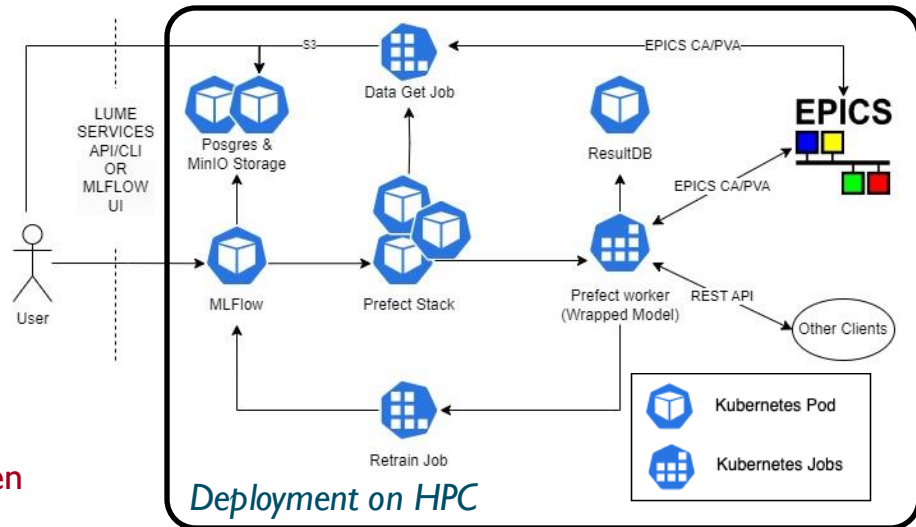 S3
EPICS CA/PVA
Data Get Job
LUME
SERVICES
API/CLI
OR
MLFLOW
UI
Posgres &
MinIO Storage
ResultDB
EPICS
EPICS CA/PVA
User
MLFlow
Prefect Stack
Prefect worker
(Wrapped Model)
REST API
Other Clients
Retrain Job
Kubernetes Pod
Kubernetes Jobs
en
Deployment on HPC